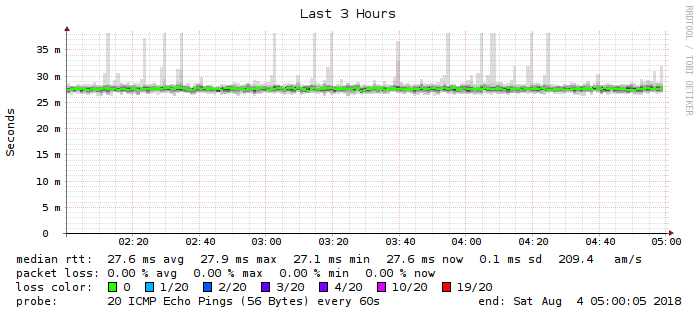 Last 3 Hours
RRDTOOL / TOBI OETIKER
Seconds
35 m
30 m
25 m
20 m
15 m
10 m
5 m
0
02:20 02:40 03:00 03:20 03:40 04:00 04:20 04:40 05:00
median rtt: 27.6 ms avg 27.9 ms max 27.1 ms min 27.6 ms now 0.1 ms sd 209.4 am/s
packet loss: 0.00 % avg 0.00 % max 0.00 % min 0.00 % now
loss color: 0 1/20 2/20 3/20 4/20 10/20 19/20
probe: 20 ICMP Echo Pings (56 Bytes) every 60s end: Sat Aug 4 05:00:05 2018